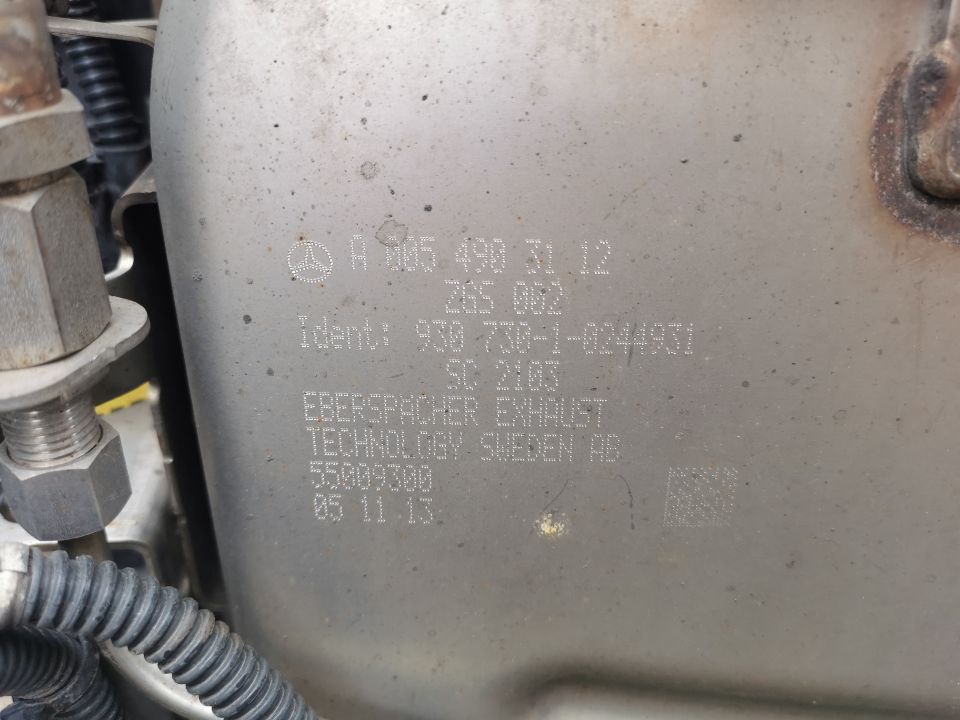 A 005 490 31 12
ZGS 002
Ident: 930 730-1-0244931
SC 2103
EBERSPACHER EXHAUST
TECHNOLOGY SWEDEN AB
55009300
05 11 13